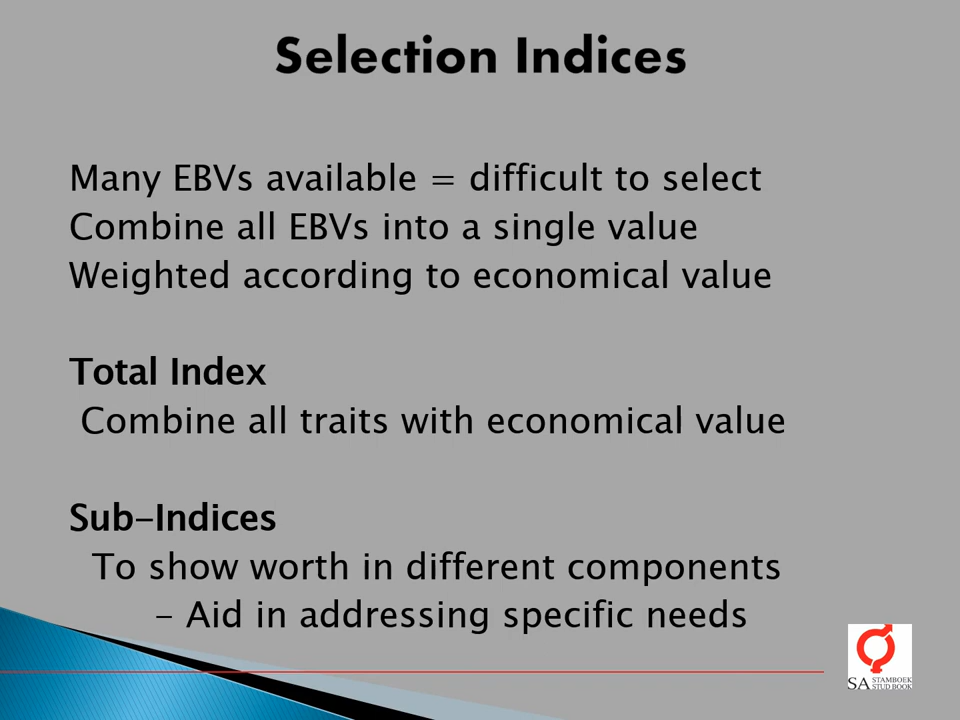 Selection Indices
Many EBVs available = difficult to select
Combine all EBVs into a single value
Weighted according to economical value
Total Index
Combine all traits with economical value
Sub-Indices
To show worth in different components
- Aid in addressing specific needs
SA STAMBOEK
STUD BOOK